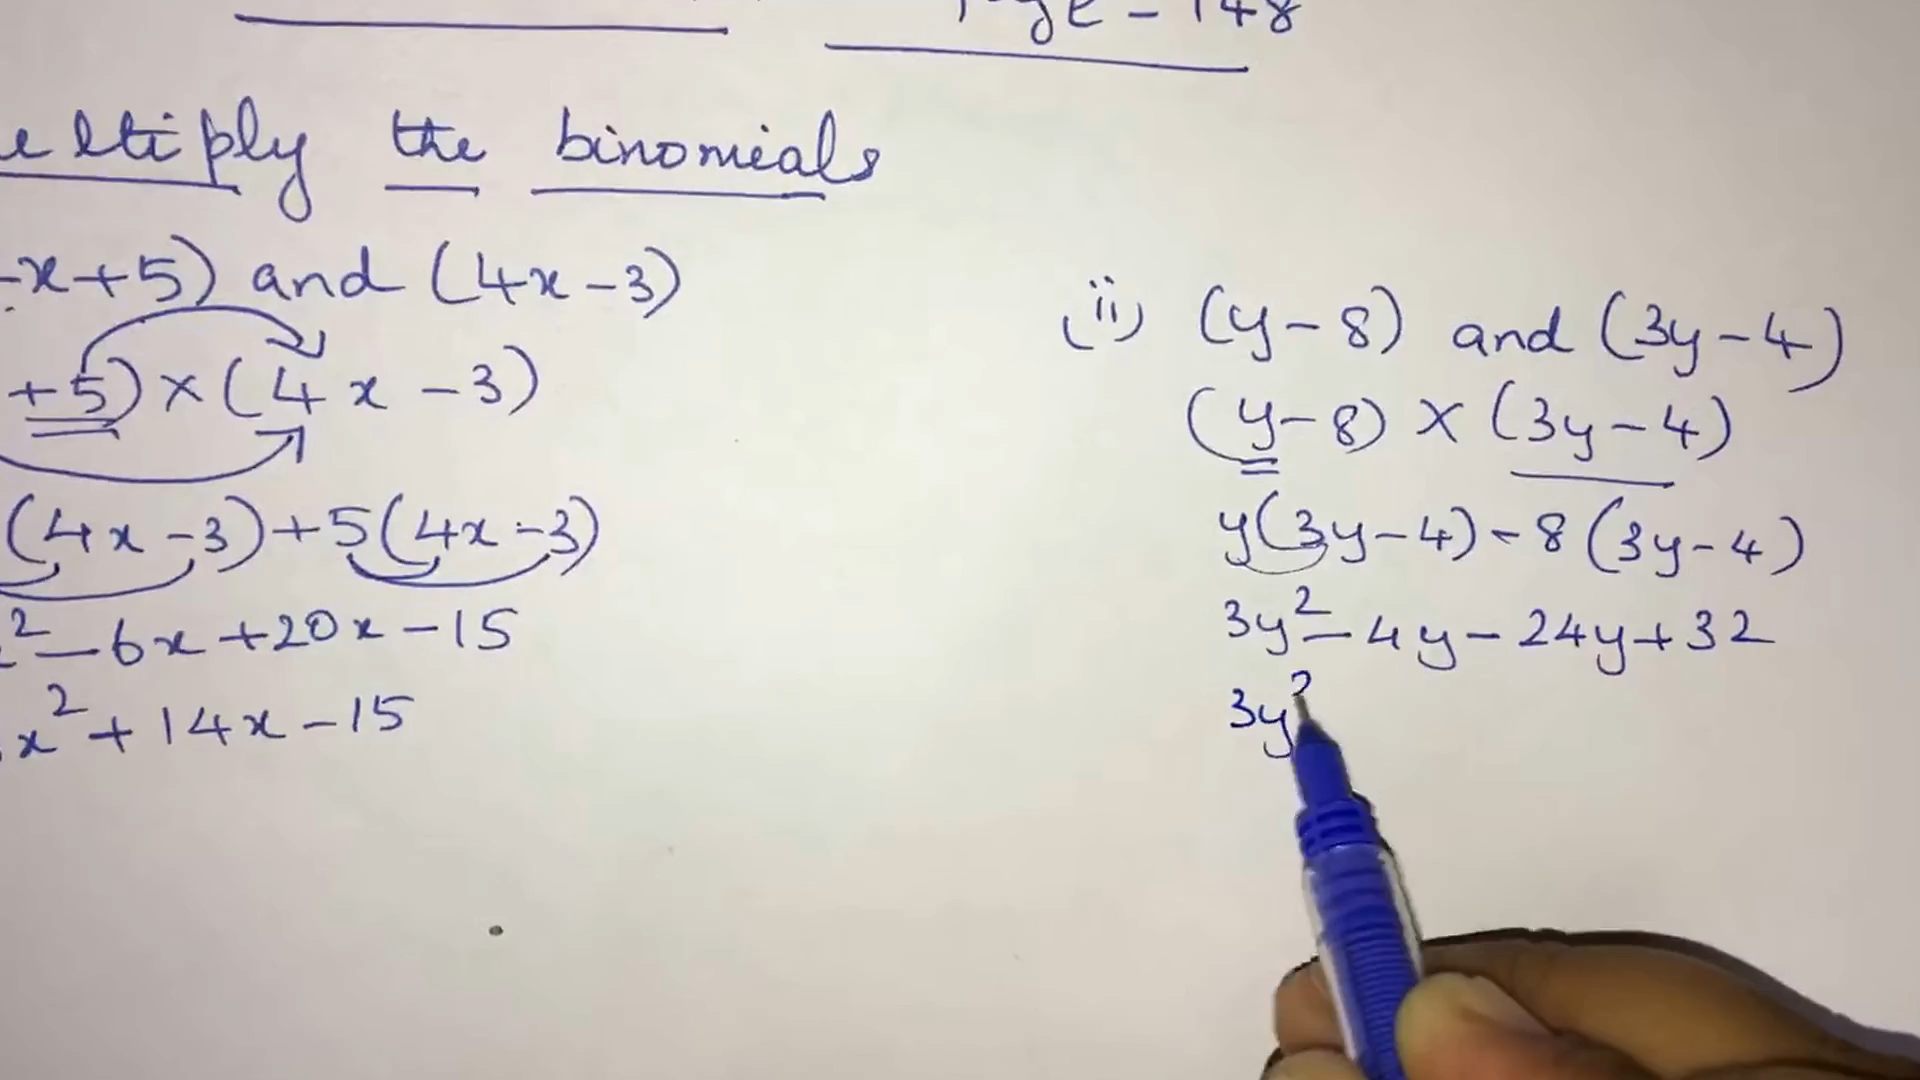 Page - 148
the binomials
-x+5) and (4x-3)
+5)×(4x-3)
(4x-3)+5(4x-3)
²-6x+20x-15
x²+14x-15
(ii) (y-8) and (3y-4)
(y-8)×(3y-4)
y(3y-4)-8(3y-4)
3y²-4y-24y+32
3y²